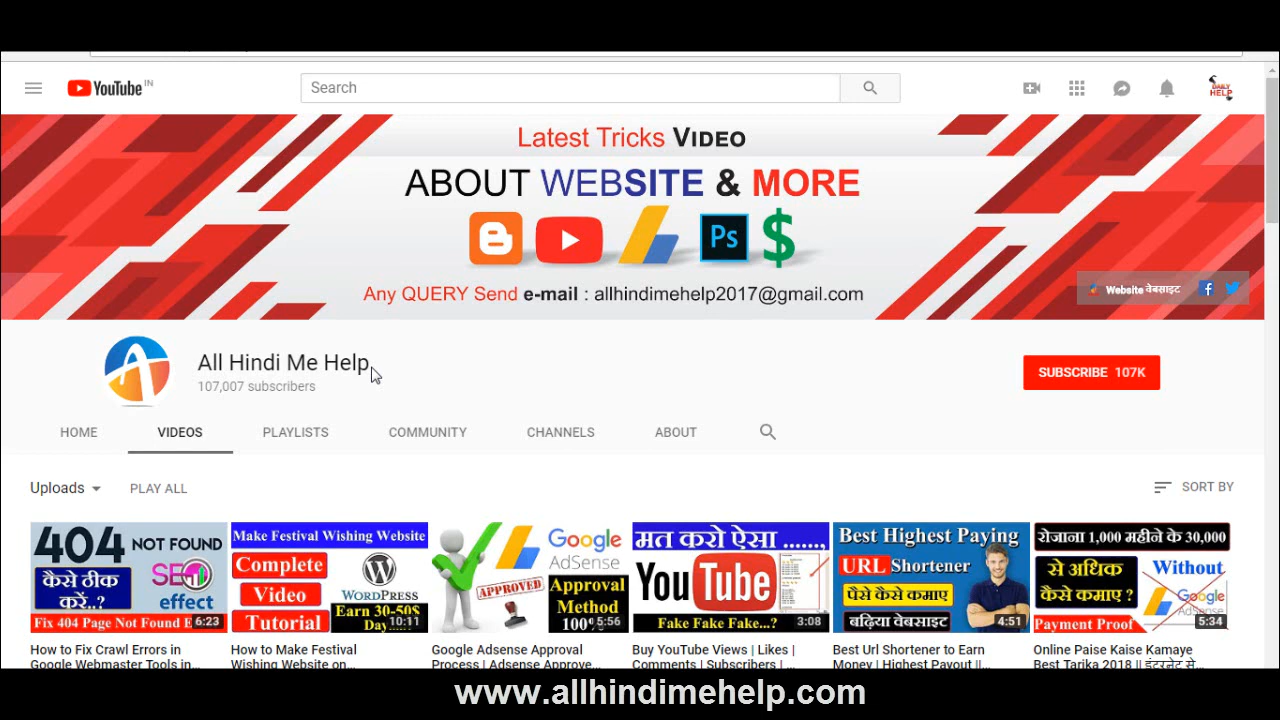 YouTube IN
Search
DAILY HELP
Latest Tricks VIDEO
ABOUT WEBSITE & MORE
Ps $
Any QUERY Send e-mail : allhindimehelp2017@gmail.com
Website वेबसाइट
All Hindi Me Help
107,007 subscribers
SUBSCRIBE 107K
HOME VIDEOS PLAYLISTS COMMUNITY CHANNELS ABOUT
Uploads PLAY ALL SORT BY
404 NOT FOUND
कैसे ठीक करें..?
SEO effect
Fix 404 Page Not Found E
6:23
Make Festival Wishing Website
Complete
Video
Tutorial
WORDPRESS
Earn 30-50$
Day
10:11
Google AdSense
APPROVED
Approval
Method
100%
5:56
मत करो ऐसा ......,
YouTube
Fake Fake Fake...?
3:08
Best Highest Paying
URL Shortener
पैसे कैसे कमाए
बढ़िया वेबसाइट
4:51
रोजाना 1,000 महीने के 30,000
से अधिक
कैसे कमाए ?
Without
Google AdSense
Payment Proof
5:34
How to Fix Crawl Errors in
Google Webmaster Tools in
How to Make Festival
Wishing Website on
Google Adsense Approval
Process | Adsense Approve...
Buy YouTube Views | Likes |
Comments | Subscribers |
Best Url Shortener to Earn
Money | Highest Payout ||
Online Paise Kaise Kamaye
Best Tarika 2018 || इंटरनेट से
www.allhindimehelp.com